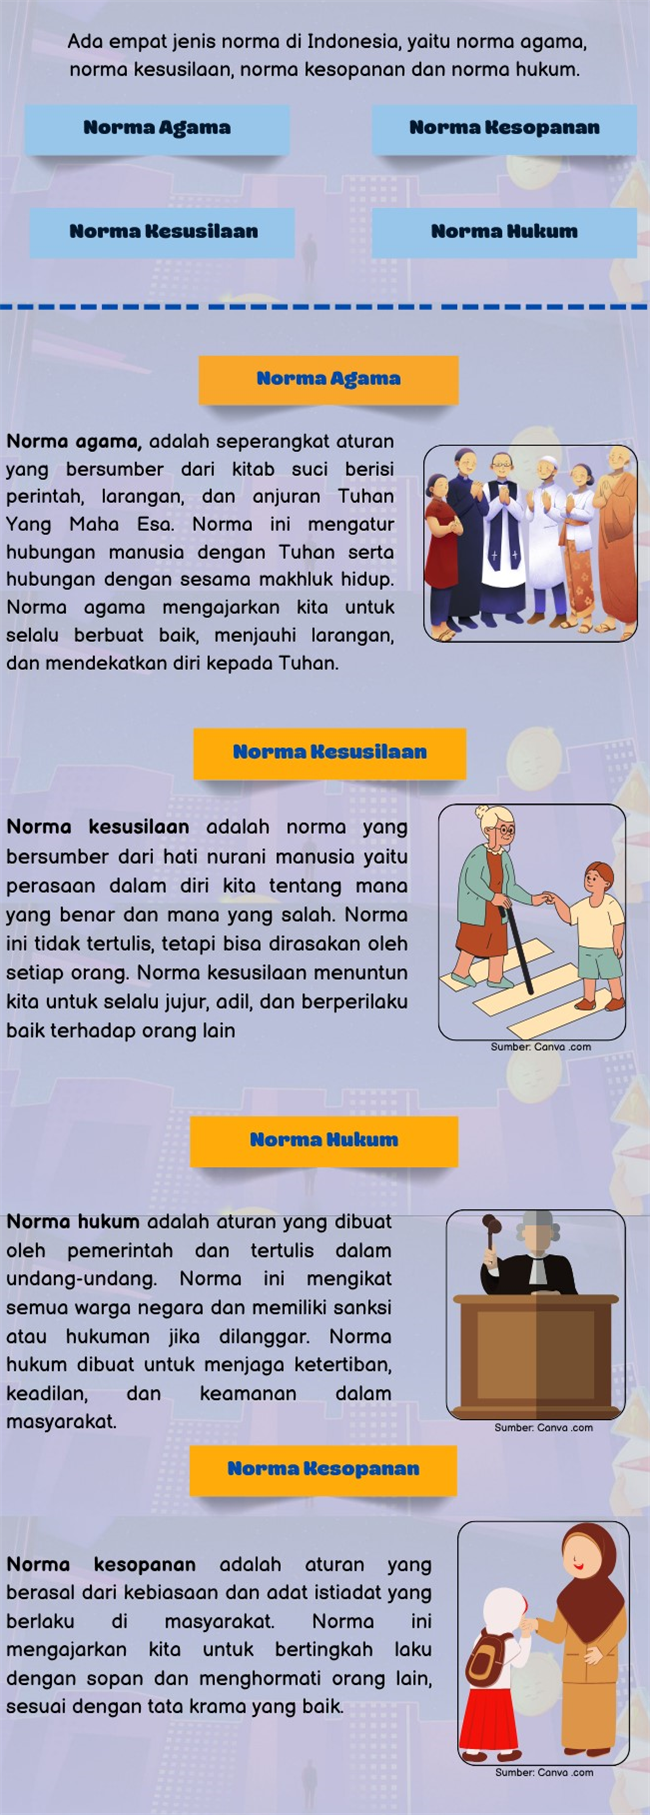 Ada empat jenis norma di Indonesia, yaitu norma agama,
norma kesusilaan, norma kesopanan dan norma hukum.
Norma Agama
Norma Kesopanan
Norma Kesusilaan
Norma Hukum
Norma Agama
Norma agama, adalah seperangkat aturan
yang bersumber dari kitab suci berisi
perintah, larangan, dan anjuran Tuhan
Yang Maha Esa. Norma ini mengatur
hubungan manusia dengan Tuhan serta
hubungan dengan sesama makhluk hidup.
Norma agama mengajarkan kita untuk
selalu berbuat baik, menjauhi larangan,
dan mendekatkan diri kepada Tuhan.
Norma Kesusilaan
Norma kesusilaan adalah norma yang
bersumber dari hati nurani manusia yaitu
perasaan dalam diri kita tentang mana
yang benar dan mana yang salah. Norma
ini tidak tertulis, tetapi bisa dirasakan oleh
setiap orang. Norma kesusilaan menuntun
kita untuk selalu jujur, adil, dan berperilaku
baik terhadap orang lain
Sumber: Canva .com
Norma Hukum
Norma hukum adalah aturan yang dibuat
oleh pemerintah dan tertulis dalam
undang-undang. Norma ini mengikat
semua warga negara dan memiliki sanksi
atau hukuman jika dilanggar. Norma
hukum dibuat untuk menjaga ketertiban,
keadilan, dan keamanan dalam
masyarakat.
Sumber: Canva .com
Norma Kesopanan
Norma kesopanan adalah aturan yang
berasal dari kebiasaan dan adat istiadat yang
berlaku di masyarakat. Norma ini
mengajarkan kita untuk bertingkah laku
dengan sopan dan menghormati orang lain,
sesuai dengan tata krama yang baik.
Sumber: Canva .com